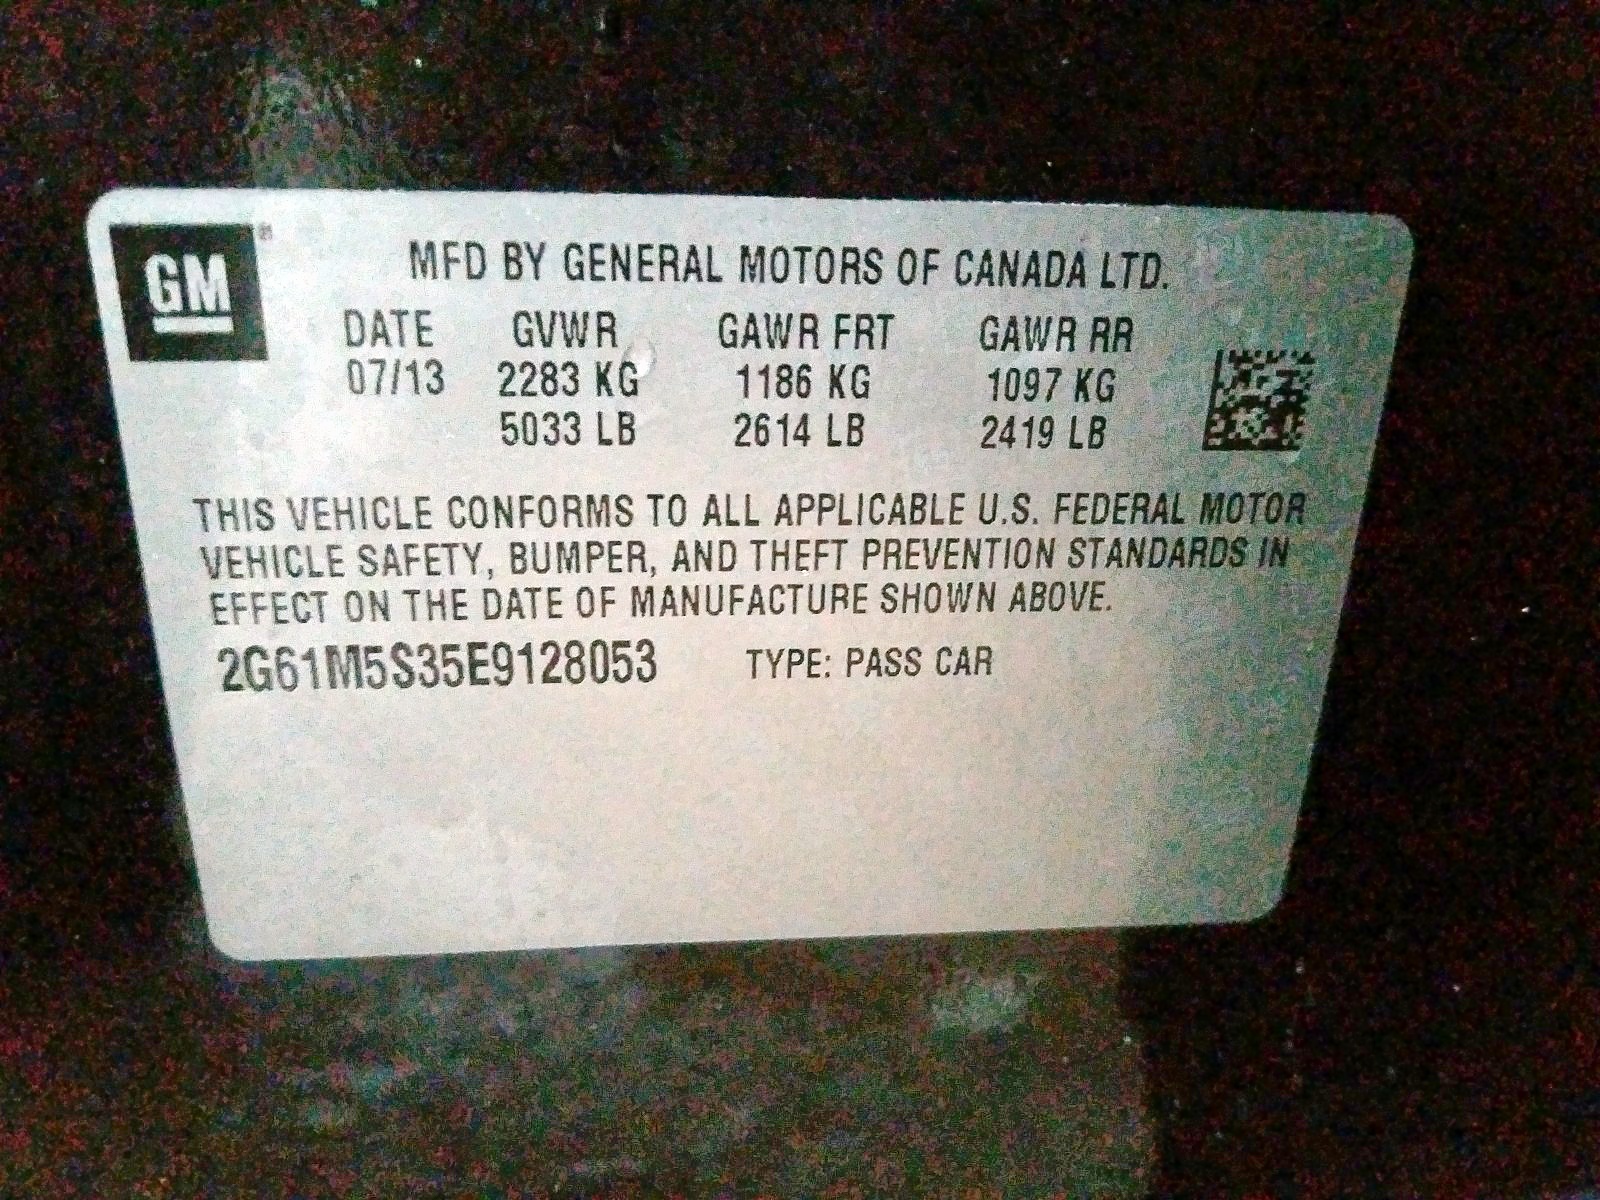 GM
MFD BY GENERAL MOTORS OF CANADA LTD.
DATE GVWR GAWR FRT GAWR RR
07/13 2283 KG 1186 KG 1097 KG
5033 LB 2614 LB 2419 LB
THIS VEHICLE CONFORMS TO ALL APPLICABLE U.S. FEDERAL MOTOR
VEHICLE SAFETY, BUMPER, AND THEFT PREVENTION STANDARDS IN
EFFECT ON THE DATE OF MANUFACTURE SHOWN ABOVE.
2G61M5S35E9128053 TYPE: PASS CAR